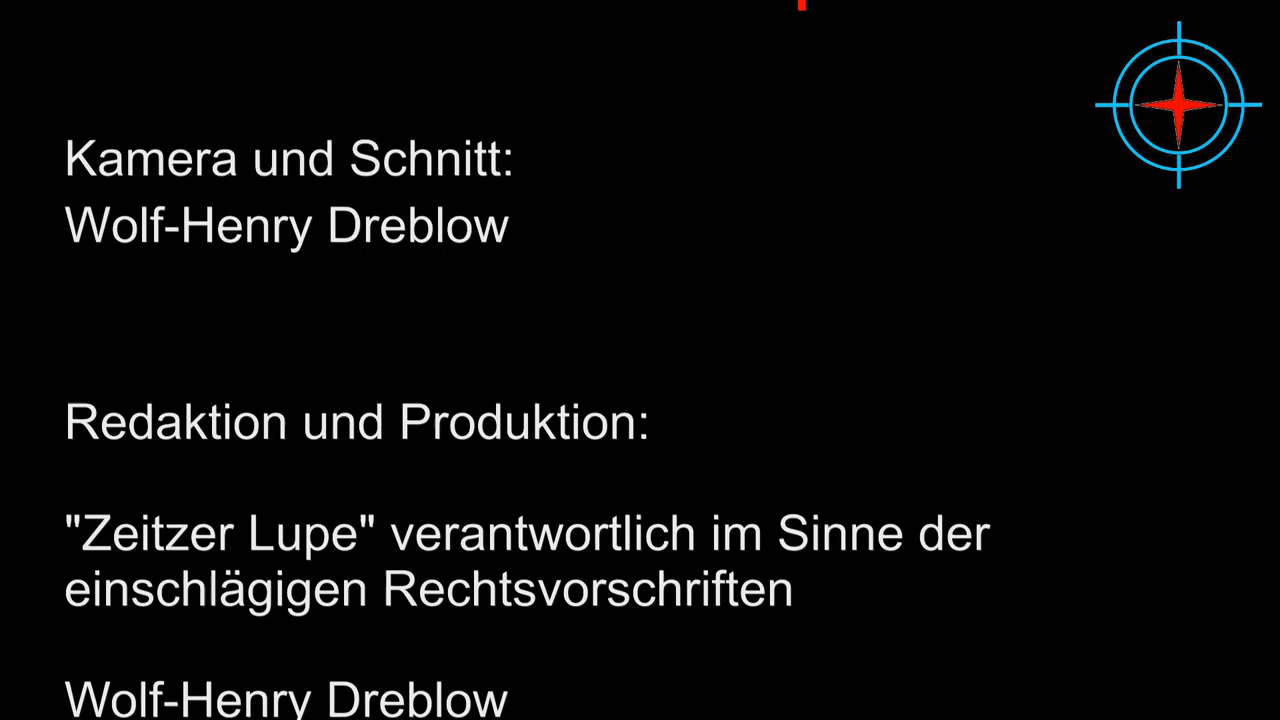 Kamera und Schnitt:
Wolf-Henry Dreblow
Redaktion und Produktion:
"Zeitzer Lupe" verantwortlich im Sinne der
einschlägigen Rechtsvorschriften
Wolf-Henry Dreblow